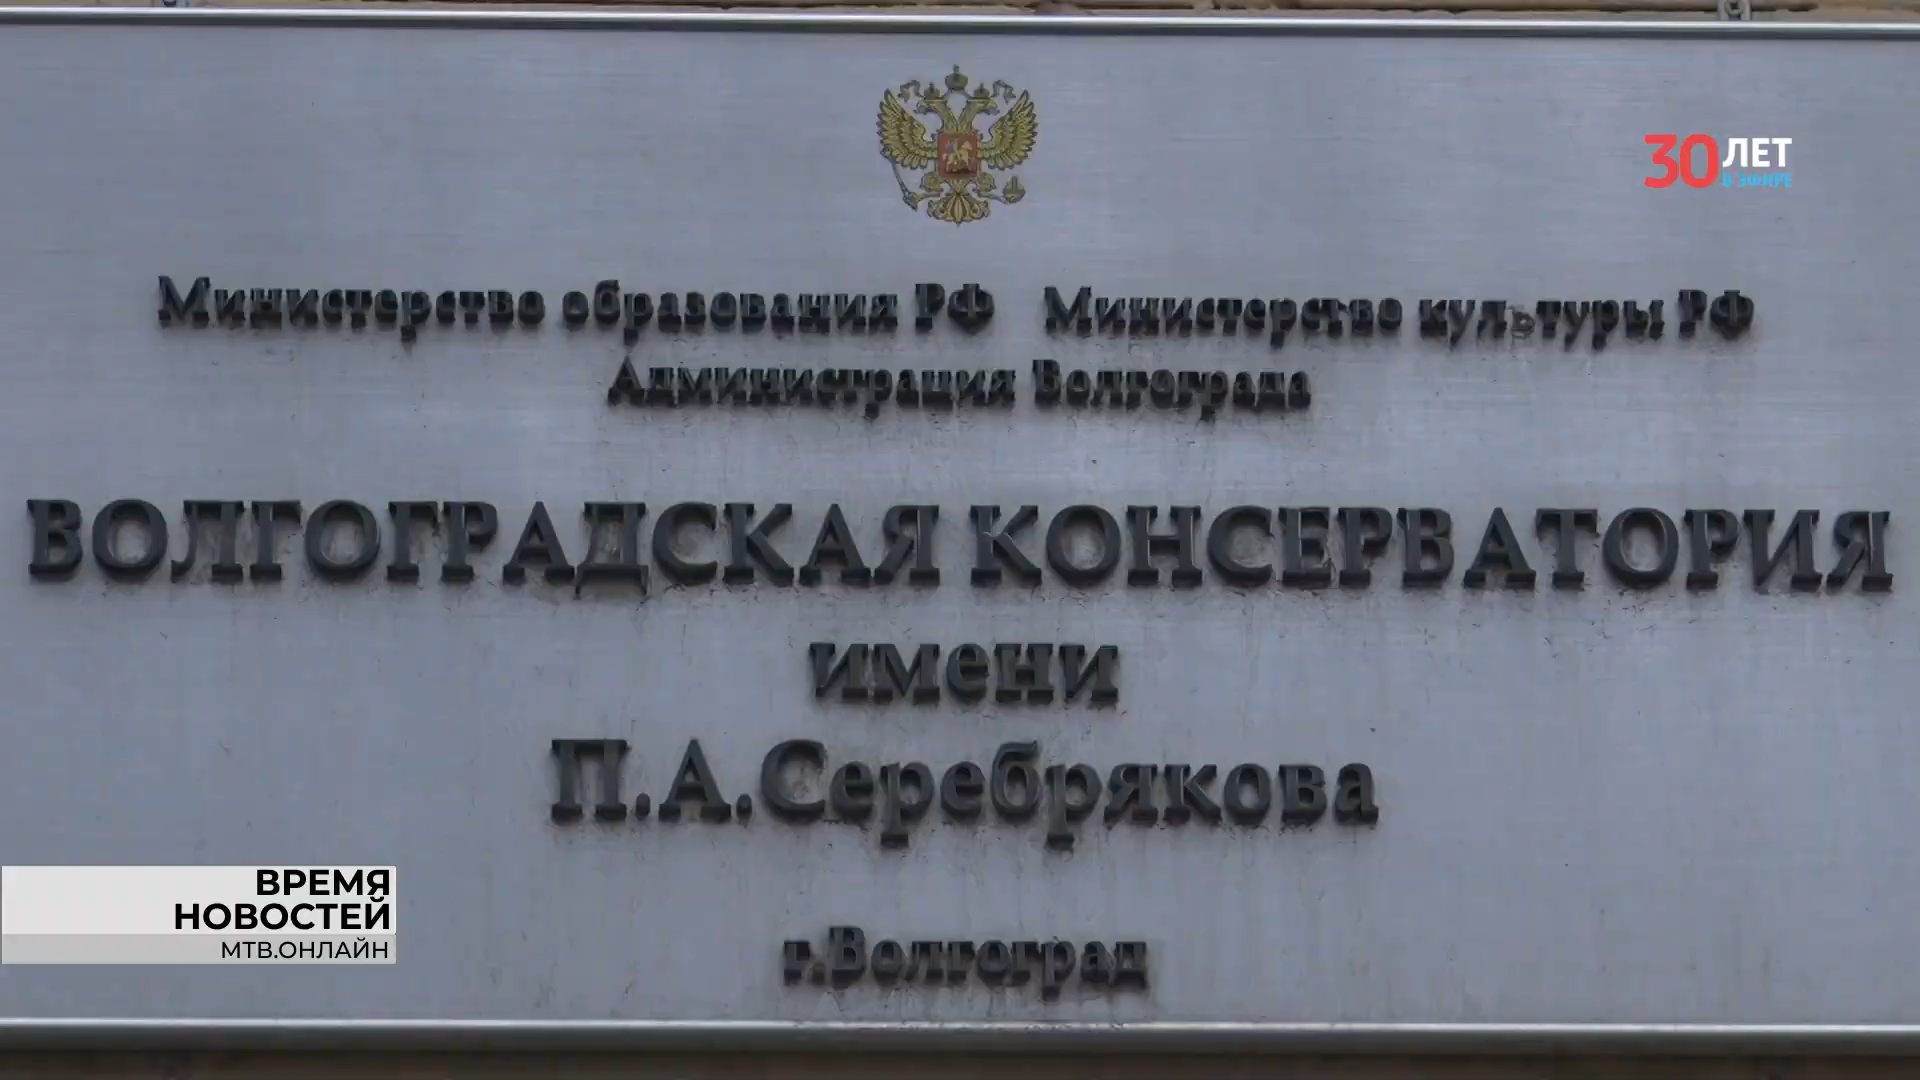 30 ЛЕТ
В ЭФИРЕ
Министерство образования РФ Министерство культуры РФ
Администрация Волгограда
ВОЛГОГРАДСКАЯ КОНСЕРВАТОРИЯ
имени
П.А.Серебрякова
г.Волгоград
ВРЕМЯ
НОВОСТЕЙ
МТВ.ОНЛАЙН